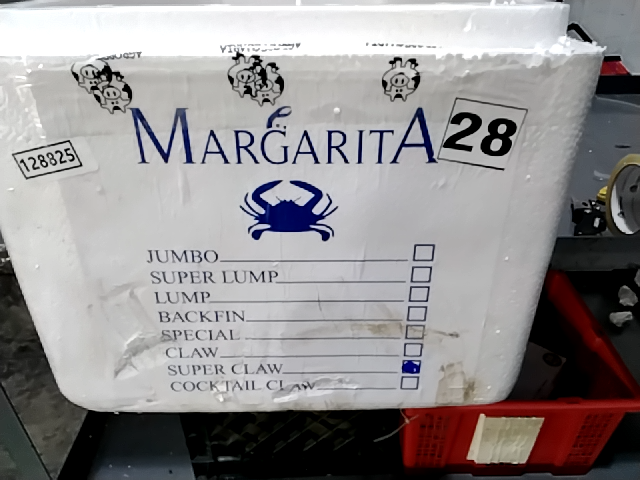 MARGARITA
28
128825
JUMBO
SUPER LUMP
LUMP
BACKFIN
SPECIAL
CLAW
SUPER CLAW
COCKTAIL CLAW